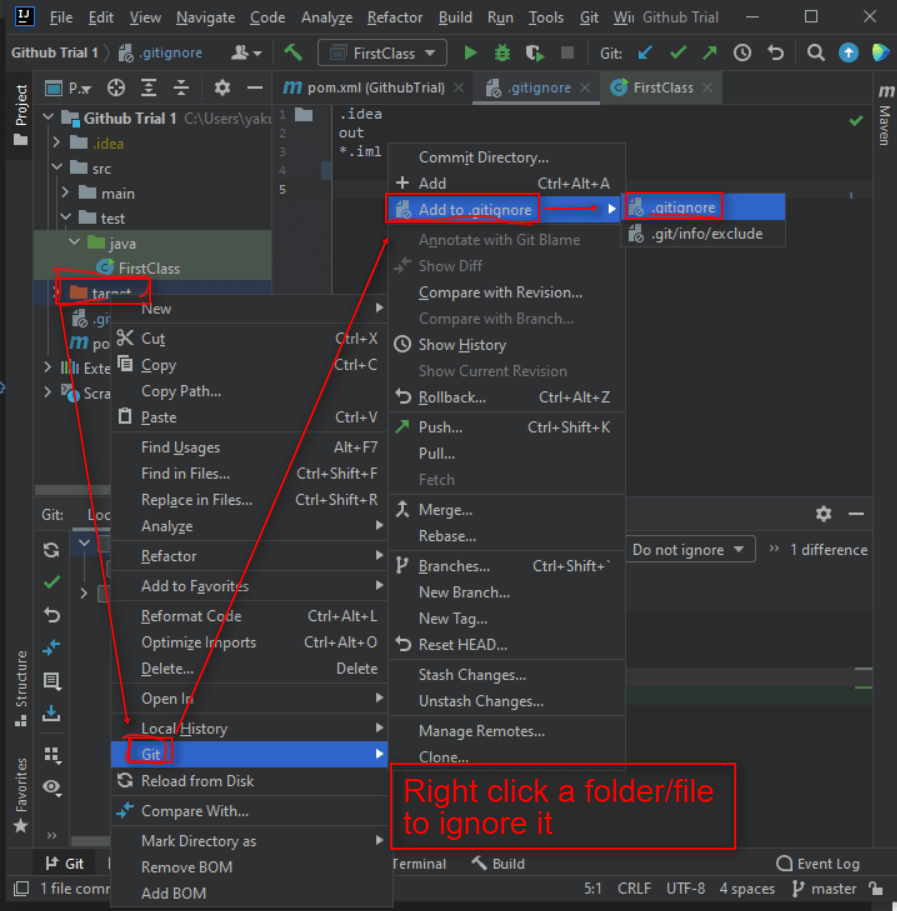 IJ File Edit View Navigate Code Analyze Refactor Build Run Tools Git Github Trial
Github Trial 1 .gitignore FirstClass Git:
Project P... m pom.xml (GithubTrial) .gitignore FirstClass m Maven
Github Trial 1 C:\Users\yaku
.idea
src
main
test
java
FirstClass
target
.gi
m po
Exte
Scra
1 .idea
2 out
3 *.iml
4
5
New
Cut Ctrl+X
Copy Ctrl+C
Copy Path...
Paste Ctrl+V
Find Usages Alt+F7
Find in Files... Ctrl+Shift+F
Replace in Files... Ctrl+Shift+R
Analyze
Refactor
Add to Favorites
Reformat Code Ctrl+Alt+L
Optimize Imports Ctrl+Alt+O
Delete... Delete
Open In
Local History
Git
Reload from Disk
Compare With...
Mark Directory as
Remove BOM
Add BOM
Commit Directory...
Add Ctrl+Alt+A
Add to .gitignore
Annotate with Git Blame
Show Diff
Compare with Revision...
Compare with Branch...
Show History
Show Current Revision
Rollback... Ctrl+Alt+Z
Push... Ctrl+Shift+K
Pull...
Fetch
Merge...
Rebase...
Branches... Ctrl+Shift+`
New Branch...
New Tag...
Reset HEAD...
Stash Changes...
Unstash Changes...
Manage Remotes...
Clone...
.gitignore
.git/info/exclude
Git: Loc
Do not ignore 1 difference
Structure
Favorites
Right click a folder/file
to ignore it
Git Terminal Build Event Log
1 file comm 5:1 CRLF UTF-8 4 spaces master